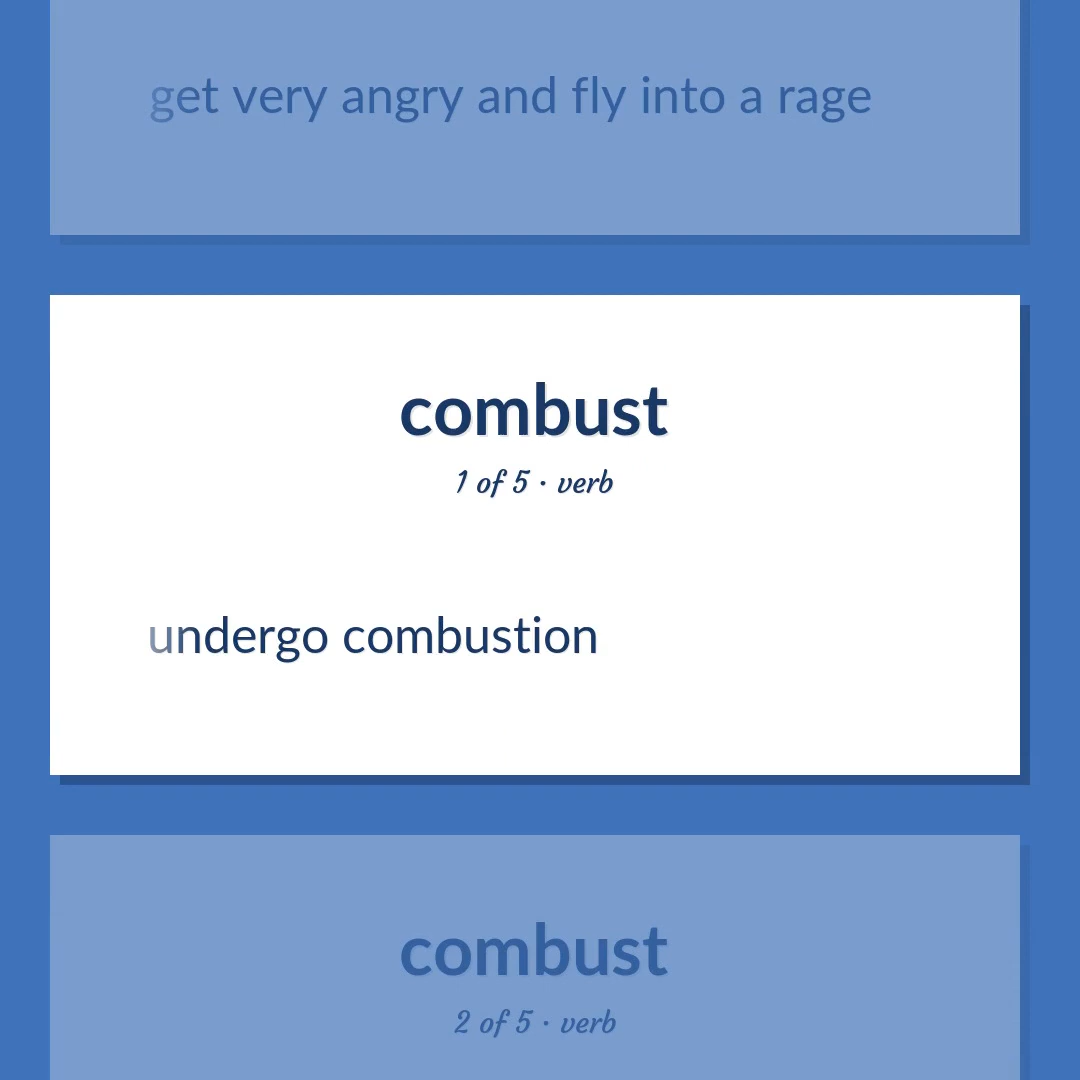 get very angry and fly into a rage
combust
1 of 5 · verb
undergo combustion
combust
2 of 5 · verb